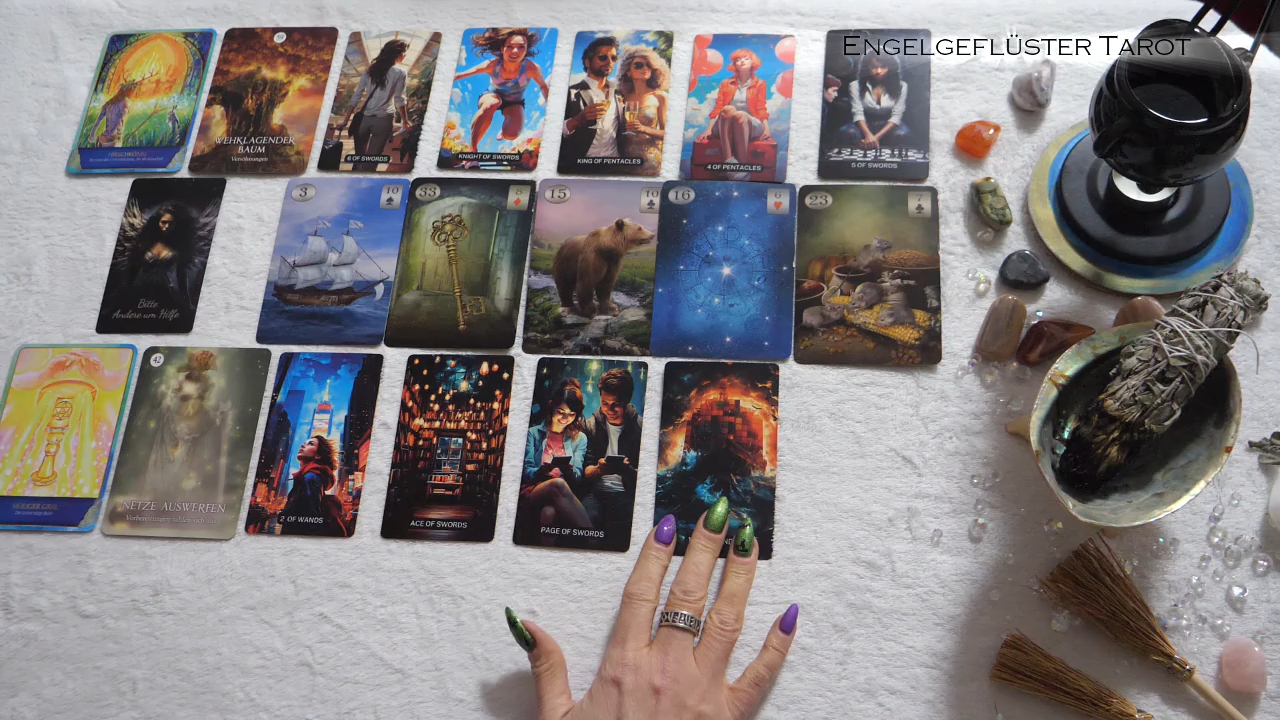 ENGELGEFLÜSTER TAROT
39
WEHKLAGENDER
BAUM
Versöhnungen
6 OF SWORDS
KNIGHT OF SWORDS
KING OF PENTACLES
4 OF PENTACLES
5 OF SWORDS
Bitte
Andere um Hilfe
3
10
33
8
15
10
16
6
23
7
42
NETZE AUSWERFEN
2 OF WANDS
ACE OF SWORDS
PAGE OF SWORDS